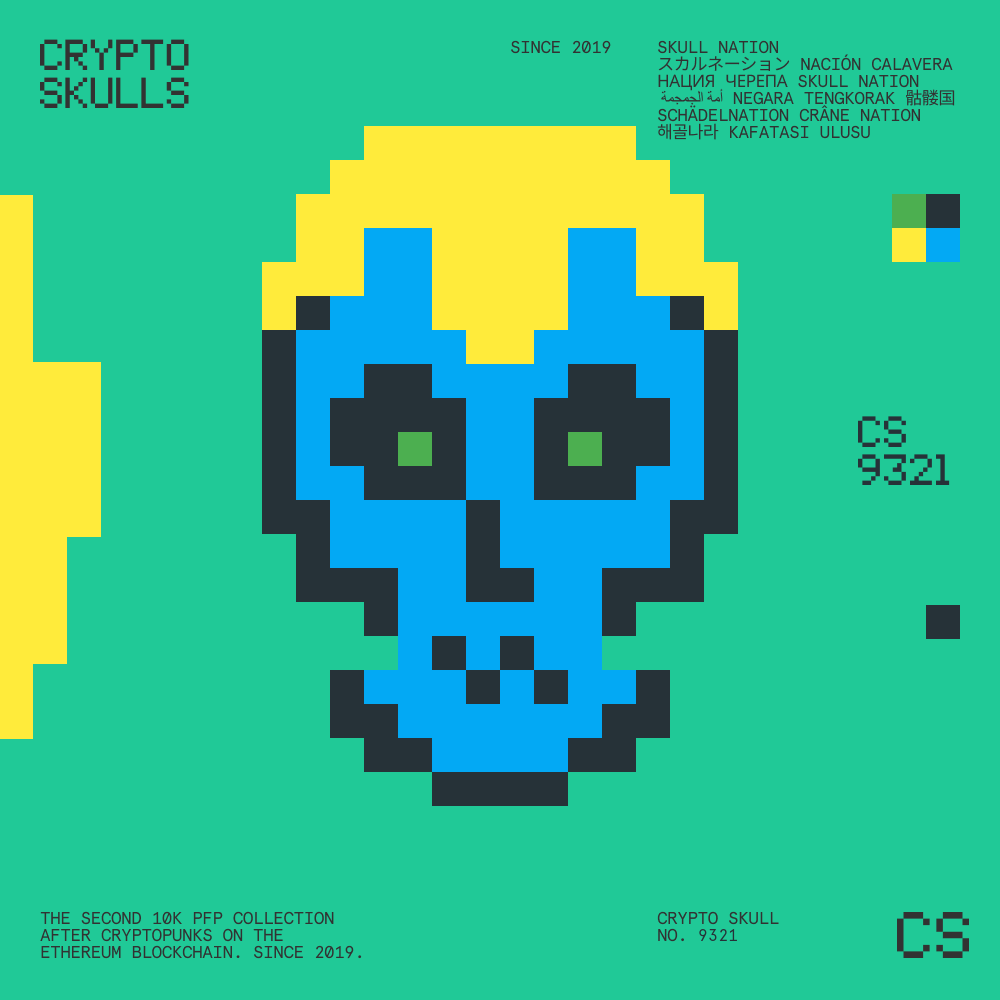 CRYPTO
SKULLS
SINCE 2019
SKULL NATION
スカルネーション NACIÓN CALAVERA
НАЦИЯ ЧЕРЕПА SKULL NATION
أمة الجمجمة NEGARA TENGKORAK 骷髅国
SCHÄDELNATION CRÂNE NATION
해골나라 KAFATASI ULUSU
CS
9321
THE SECOND 10K PFP COLLECTION
AFTER CRYPTOPUNKS ON THE
ETHEREUM BLOCKCHAIN. SINCE 2019.
CRYPTO SKULL
NO. 9321
CS